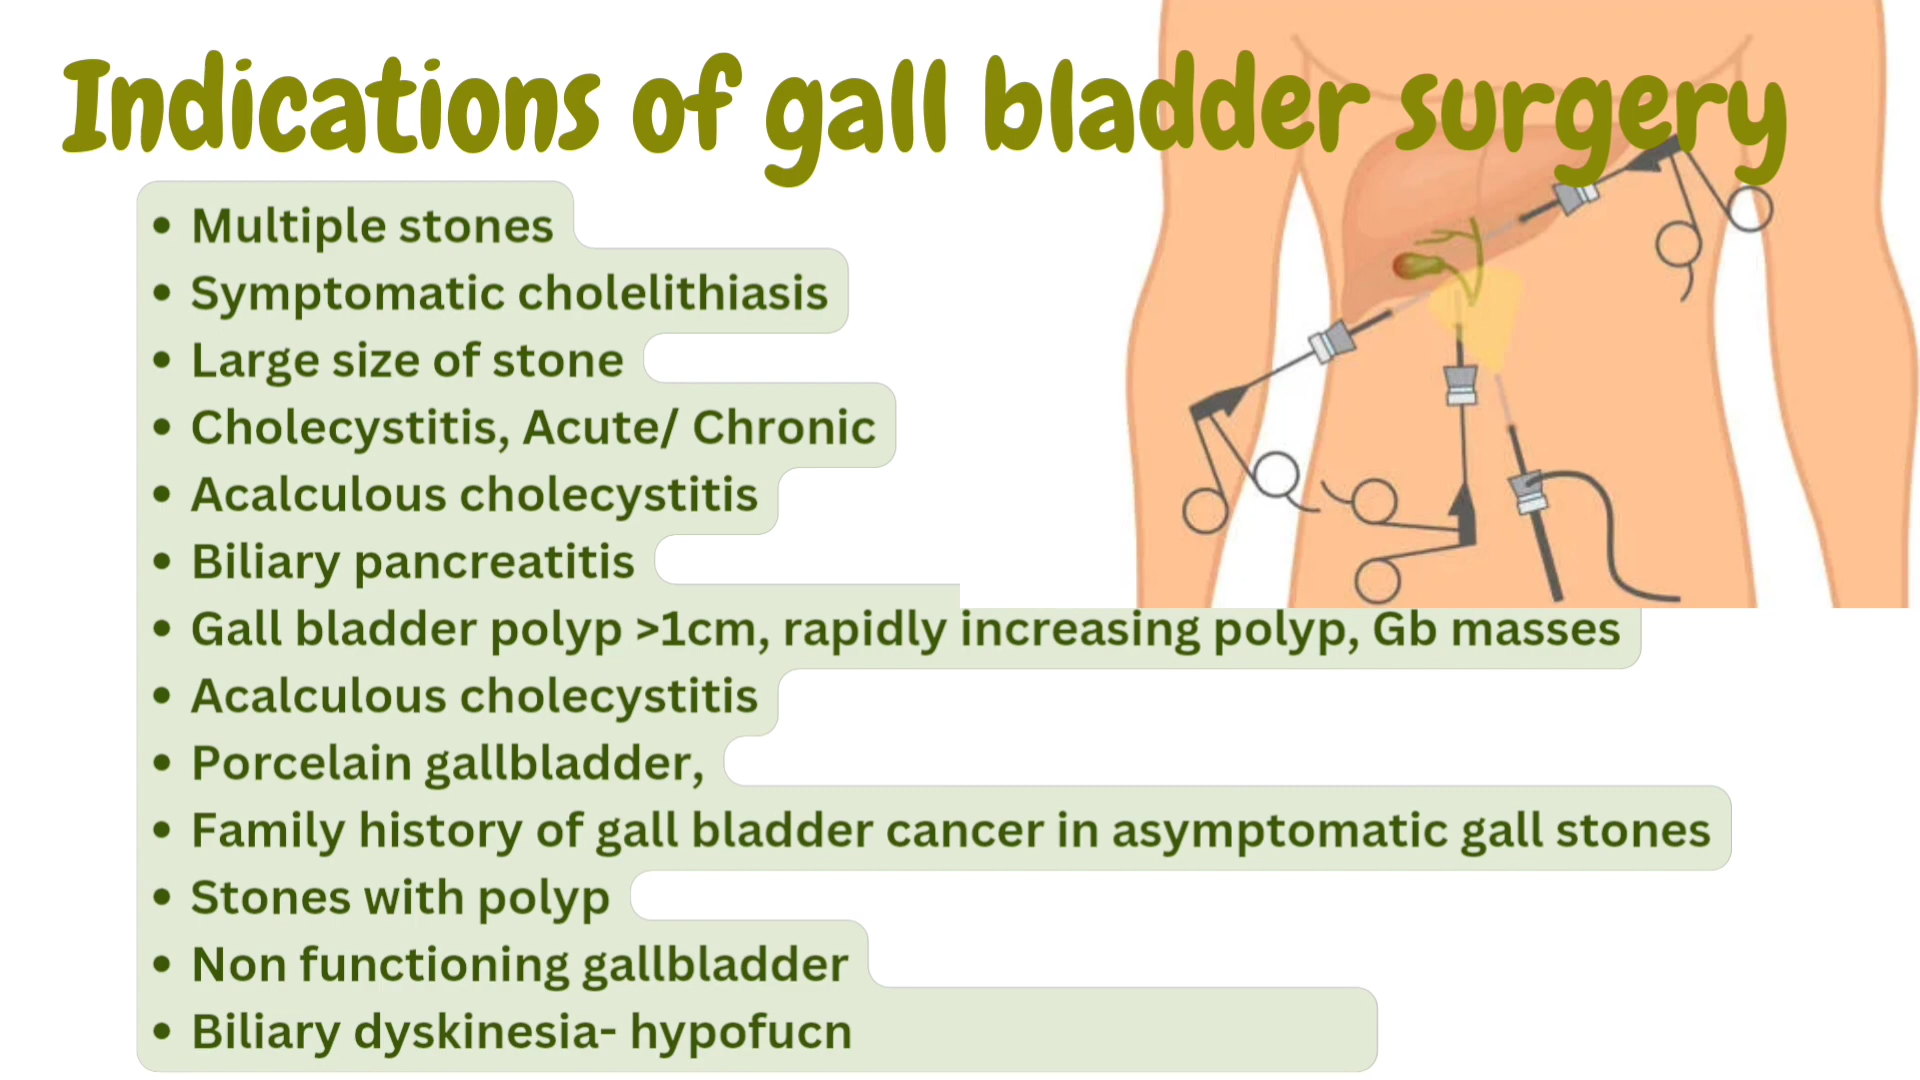 Indications of gall bladder surgery
• Multiple stones
• Symptomatic cholelithiasis
• Large size of stone
• Cholecystitis, Acute/ Chronic
• Acalculous cholecystitis
• Biliary pancreatitis
• Gall bladder polyp >1cm, rapidly increasing polyp, Gb masses
• Acalculous cholecystitis
• Porcelain gallbladder,
• Family history of gall bladder cancer in asymptomatic gall stones
• Stones with polyp
• Non functioning gallbladder
• Biliary dyskinesia- hypofucn